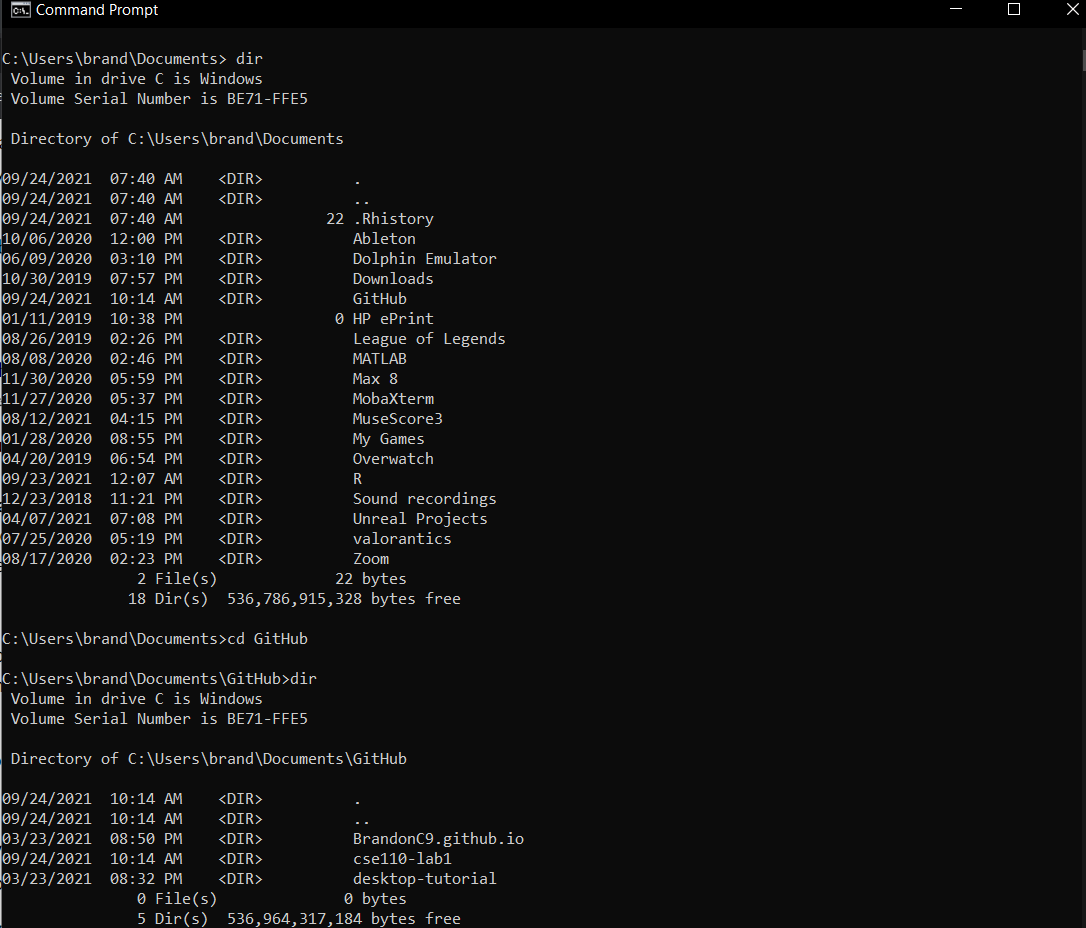 Command Prompt
C:\Users\brand\Documents> dir
 Volume in drive C is Windows
 Volume Serial Number is BE71-FFE5
 Directory of C:\Users\brand\Documents
09/24/2021  07:40 AM    <DIR>          .
09/24/2021  07:40 AM    <DIR>          ..
09/24/2021  07:40 AM                22 .Rhistory
10/06/2020  12:00 PM    <DIR>          Ableton
06/09/2020  03:10 PM    <DIR>          Dolphin Emulator
10/30/2019  07:57 PM    <DIR>          Downloads
09/24/2021  10:14 AM    <DIR>          GitHub
01/11/2019  10:38 PM                 0 HP ePrint
08/26/2019  02:26 PM    <DIR>          League of Legends
08/08/2020  02:46 PM    <DIR>          MATLAB
11/30/2020  05:59 PM    <DIR>          Max 8
11/27/2020  05:37 PM    <DIR>          MobaXterm
08/12/2021  04:15 PM    <DIR>          MuseScore3
01/28/2020  08:55 PM    <DIR>          My Games
04/20/2019  06:54 PM    <DIR>          Overwatch
09/23/2021  12:07 AM    <DIR>          R
12/23/2018  11:21 PM    <DIR>          Sound recordings
04/07/2021  07:08 PM    <DIR>          Unreal Projects
07/25/2020  05:19 PM    <DIR>          valorantics
08/17/2020  02:23 PM    <DIR>          Zoom
               2 File(s)             22 bytes
              18 Dir(s)  536,786,915,328 bytes free
C:\Users\brand\Documents>cd GitHub
C:\Users\brand\Documents\GitHub>dir
 Volume in drive C is Windows
 Volume Serial Number is BE71-FFE5
 Directory of C:\Users\brand\Documents\GitHub
09/24/2021  10:14 AM    <DIR>          .
09/24/2021  10:14 AM    <DIR>          ..
03/23/2021  08:50 PM    <DIR>          BrandonC9.github.io
09/24/2021  10:14 AM    <DIR>          cse110-lab1
03/23/2021  08:32 PM    <DIR>          desktop-tutorial
               0 File(s)              0 bytes
               5 Dir(s)  536,964,317,184 bytes free